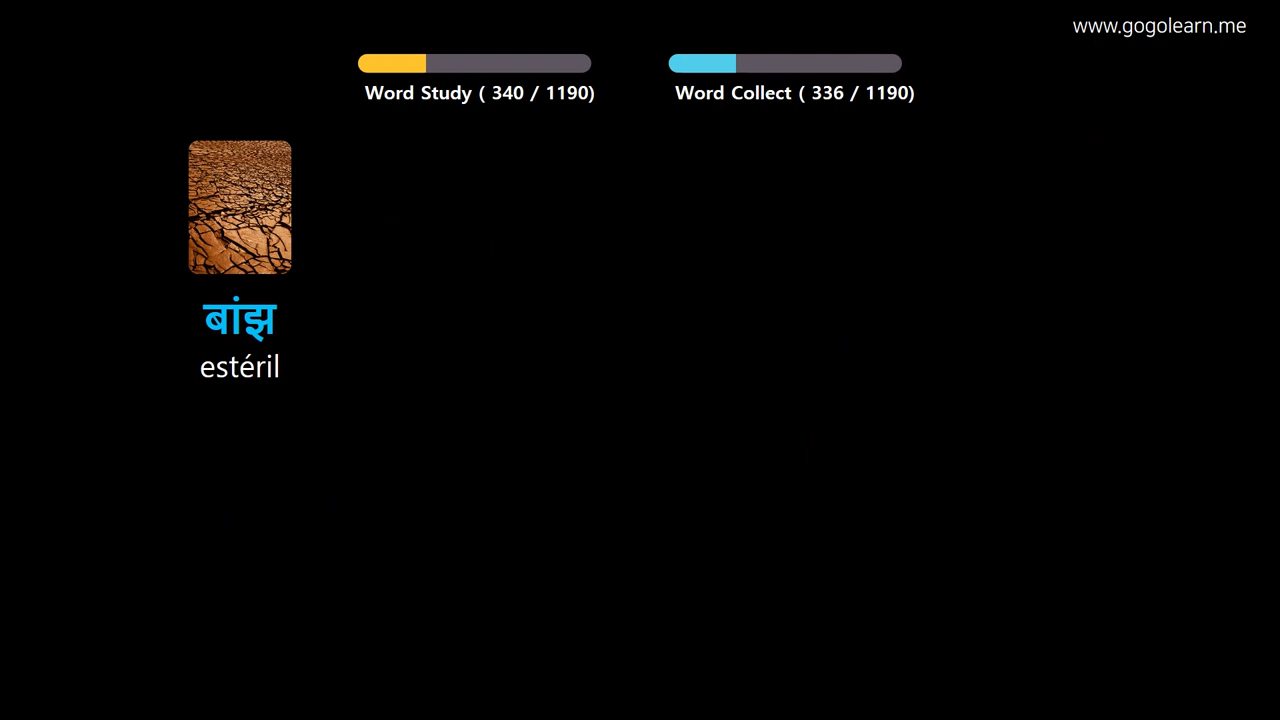 www.gogolearn.me
Word Study ( 340 / 1190)
Word Collect ( 336 / 1190)
बांझ
estéril